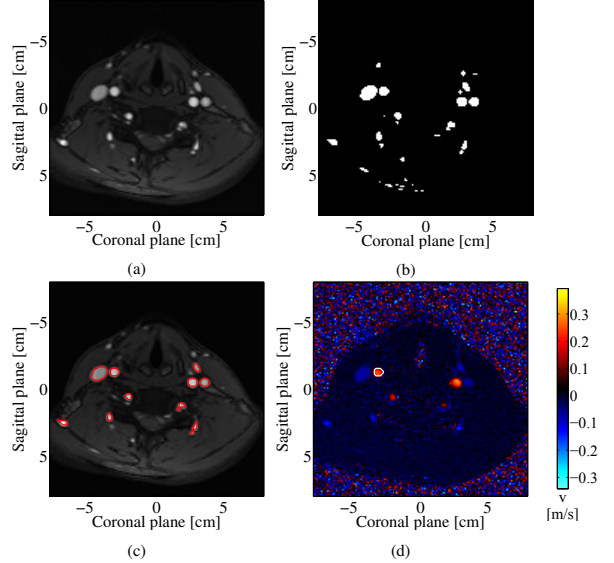 Sagittal plane [cm]
−5
0
5
−5 0 5
Coronal plane [cm]
(a)
Sagittal plane [cm]
−5
0
5
−5 0 5
Coronal plane [cm]
(b)
Sagittal plane [cm]
−5
0
5
−5 0 5
Coronal plane [cm]
(c)
Sagittal plane [cm]
−5
0
5
−5 0 5
Coronal plane [cm]
(d)
0.3
0.2
0.1
0
−0.1
−0.2
−0.3
v
[m/s]